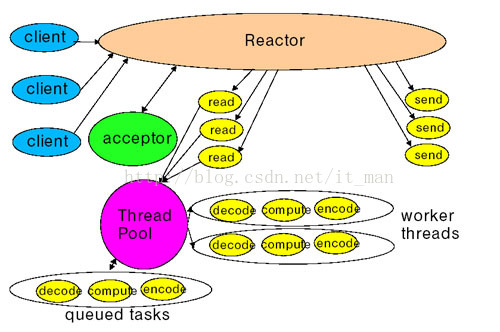 client
Reactor
client
client
acceptor
read
read
read
send
send
send
http://blog.csdn.net/it_man
Thread
Pool
decode compute encode
decode compute encode
worker
threads
decode compute encode
queued tasks